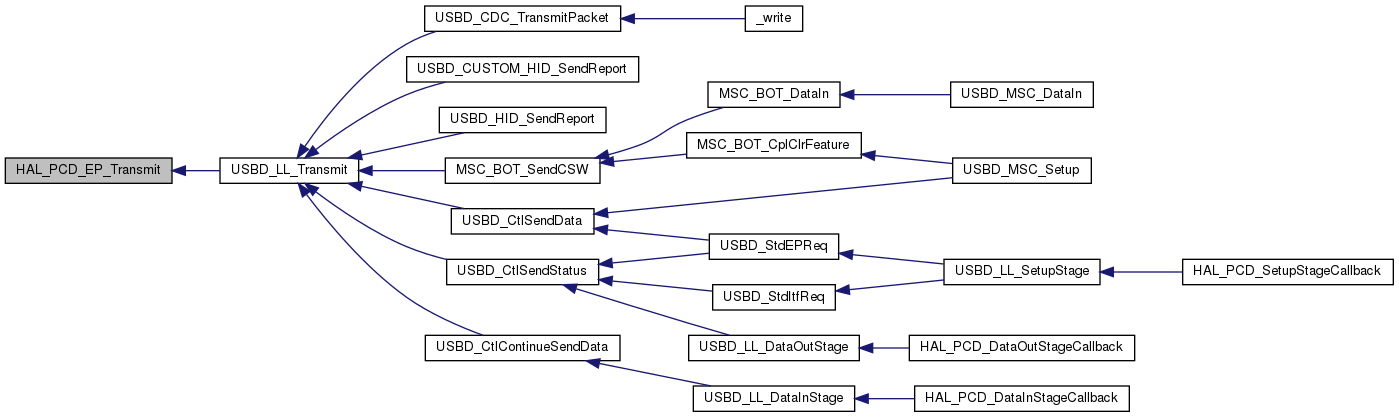 USBD_CDC_TransmitPacket
_write
USBD_CUSTOM_HID_SendReport
MSC_BOT_DataIn
USBD_MSC_DataIn
USBD_HID_SendReport
MSC_BOT_CplClrFeature
HAL_PCD_EP_Transmit
USBD_LL_Transmit
MSC_BOT_SendCSW
USBD_MSC_Setup
USBD_CtlSendData
USBD_StdEPReq
USBD_CtlSendStatus
USBD_LL_SetupStage
HAL_PCD_SetupStageCallback
USBD_StdItfReq
USBD_CtlContinueSendData
USBD_LL_DataOutStage
HAL_PCD_DataOutStageCallback
USBD_LL_DataInStage
HAL_PCD_DataInStageCallback